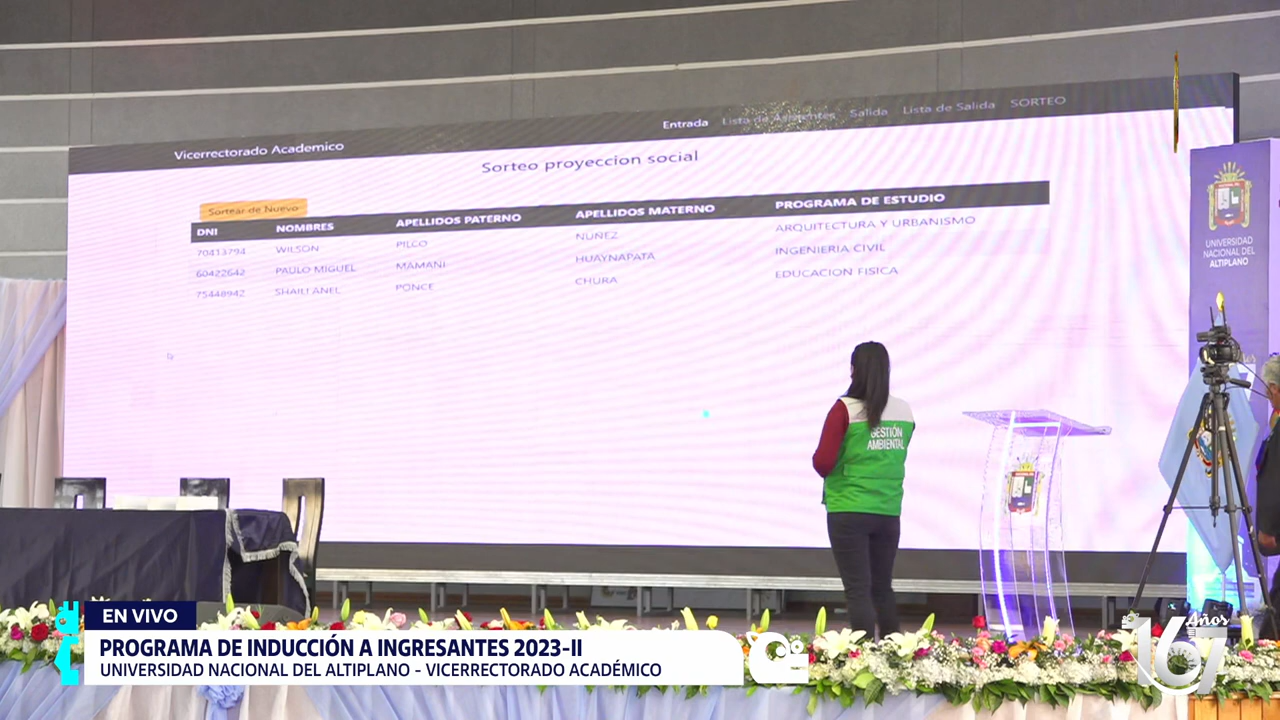 Vicerrectorado Academico
Entrada Lista de Asistentes Salida Lista de Salida SORTEO
Sorteo proyeccion social
Sortear de Nuevo
DNI NOMBRES APELLIDOS PATERNO APELLIDOS MATERNO PROGRAMA DE ESTUDIO
70413794 WILSON PILCO NUÑEZ ARQUITECTURA Y URBANISMO
60422642 PAULO MIGUEL MAMANI HUAYNAPATA INGENIERIA CIVIL
75448942 SHAILI ANEL PONCE CHURA EDUCACION FISICA
UNIVERSIDAD
NACIONAL DEL
ALTIPLANO
GESTIÓN
AMBIENTAL
EN VIVO
PROGRAMA DE INDUCCIÓN A INGRESANTES 2023-II
UNIVERSIDAD NACIONAL DEL ALTIPLANO - VICERRECTORADO ACADÉMICO
167 Años